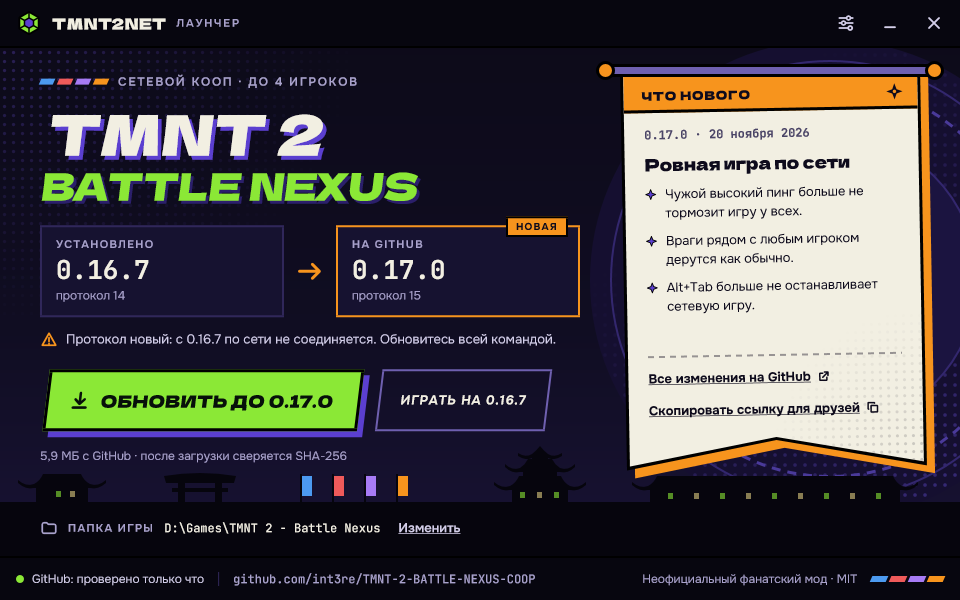 TMNT2NET ЛАУНЧЕР
СЕТЕВОЙ КООП · ДО 4 ИГРОКОВ
TMNT 2
BATTLE NEXUS
УСТАНОВЛЕНО
0.16.7
протокол 14
НОВАЯ
НА GITHUB
0.17.0
протокол 15
Протокол новый: с 0.16.7 по сети не соединяется. Обновитесь всей командой.
ОБНОВИТЬ ДО 0.17.0
ИГРАТЬ НА 0.16.7
5,9 МБ с GitHub · после загрузки сверяется SHA-256
ЧТО НОВОГО
0.17.0 · 20 ноября 2026
Ровная игра по сети
Чужой высокий пинг больше не
тормозит игру у всех.
Враги рядом с любым игроком
дерутся как обычно.
Alt+Tab больше не останавливает
сетевую игру.
Все изменения на GitHub
Скопировать ссылку для друзей
ПАПКА ИГРЫ D:\Games\TMNT 2 - Battle Nexus Изменить
GitHub: проверено только что
github.com/int3re/TMNT-2-BATTLE-NEXUS-COOP
Неофициальный фанатский мод · MIT